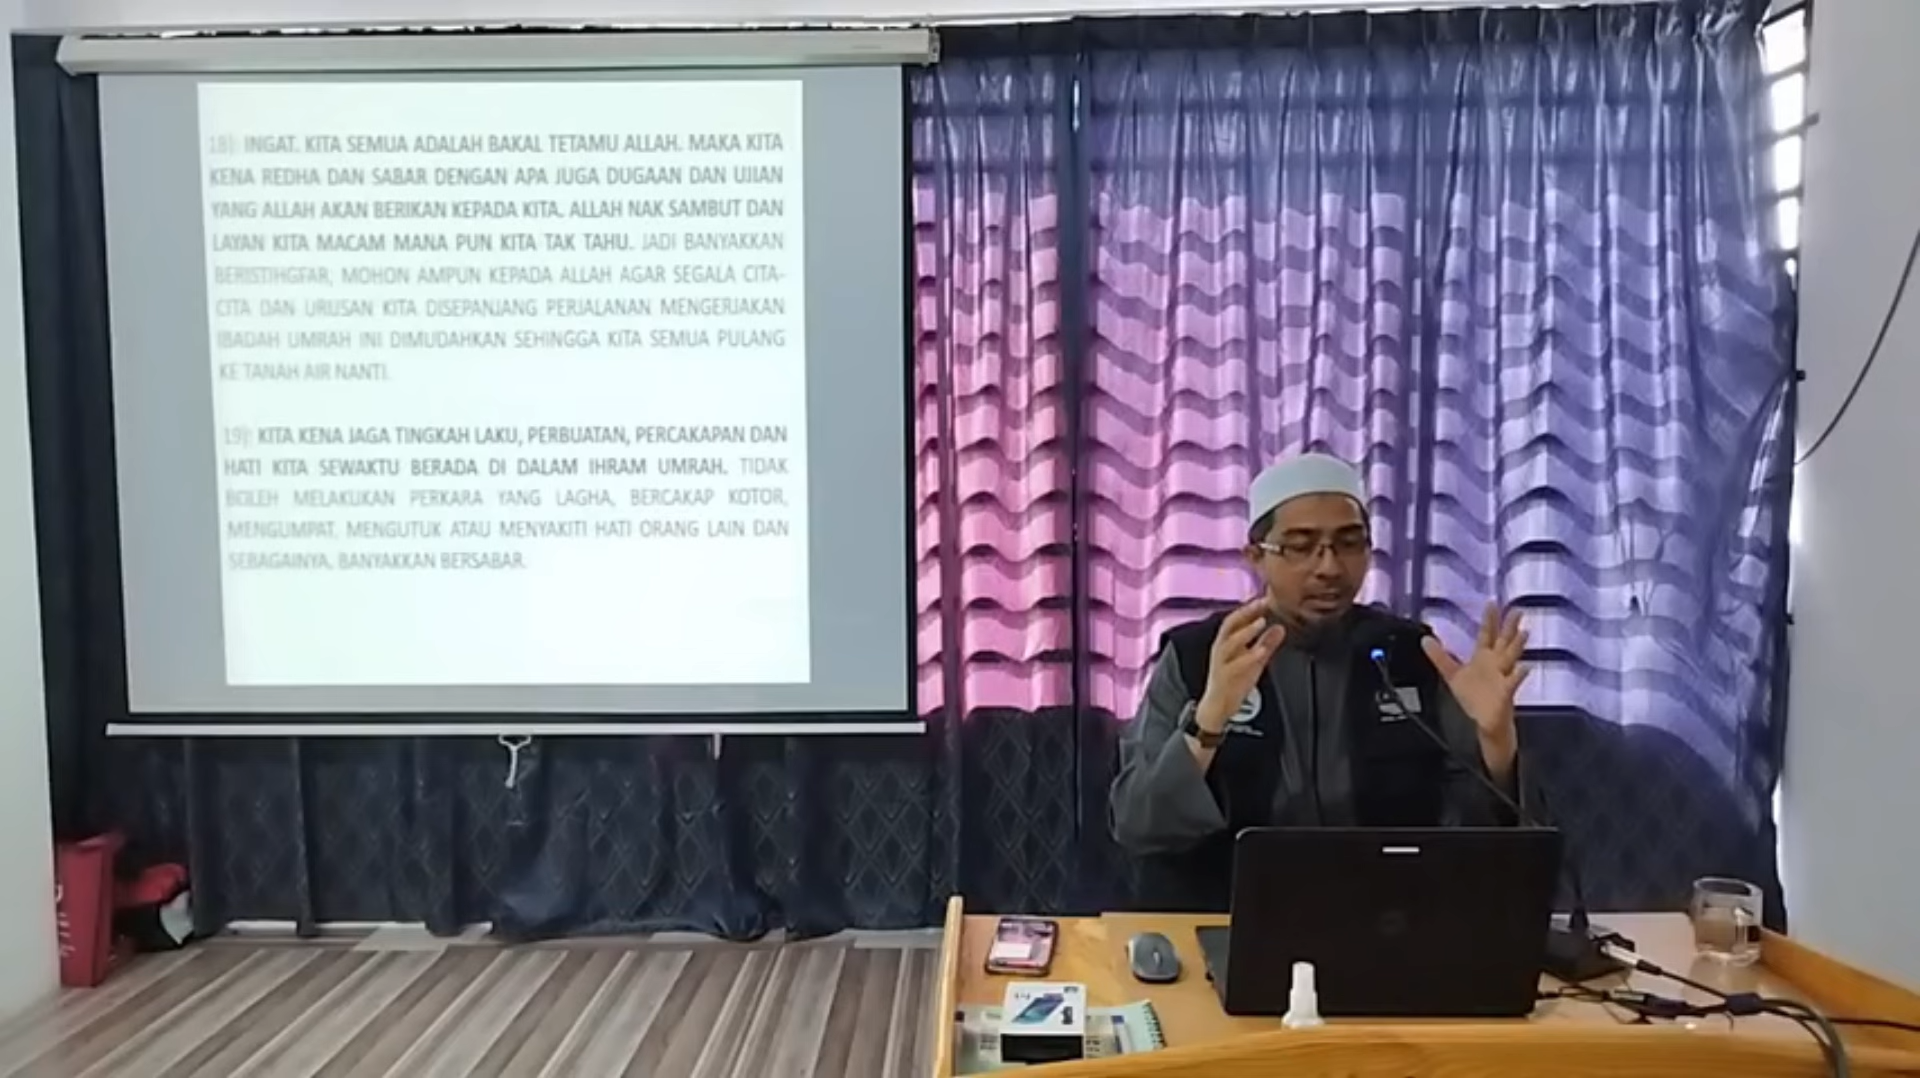 18) INGAT. KITA SEMUA ADALAH BAKAL TETAMU ALLAH. MAKA KITA
KENA REDHA DAN SABAR DENGAN APA JUGA DUGAAN DAN UJIAN
YANG ALLAH AKAN BERIKAN KEPADA KITA. ALLAH NAK SAMBUT DAN
LAYAN KITA MACAM MANA PUN KITA TAK TAHU. JADI BANYAKKAN
BERISTIHGFAR, MOHON AMPUN KEPADA ALLAH AGAR SEGALA CITA-
CITA DAN URUSAN KITA DISEPANJANG PERJALANAN MENGERJAKAN
IBADAH UMRAH INI DIMUDAHKAN SEHINGGA KITA SEMUA PULANG
KE TANAH AIR NANTI.
19) KITA KENA JAGA TINGKAH LAKU, PERBUATAN, PERCAKAPAN DAN
HATI KITA SEWAKTU BERADA DI DALAM IHRAM UMRAH. TIDAK
BOLEH MELAKUKAN PERKARA YANG LAGHA, BERCAKAP KOTOR,
MENGUMPAT, MENGUTUK ATAU MENYAKITI HATI ORANG LAIN DAN
SEBAGAINYA. BANYAKKAN BERSABAR.